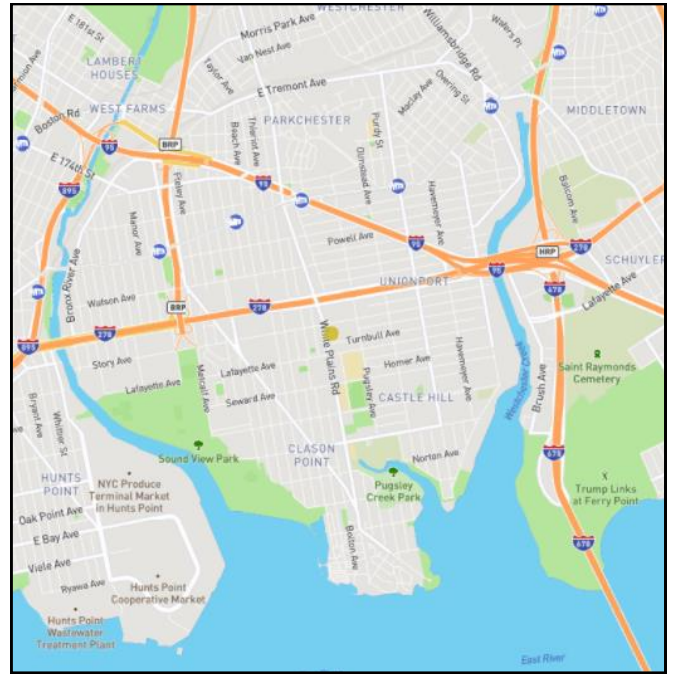 WESTCHESTER
E 181st St
Morris Park Ave
Williamsbridge Rd
Waters Pl
LAMBERT
HOUSES
Van Nest Ave
Taylor Ave
E Tremont Ave
Overing St
Maclay Ave
WEST FARMS
MIDDLETOWN
Boston Rd
PARKCHESTER
Purdy St
Thieriot Ave
Beach Ave
BRP
95
E 174th St
Olmstead Ave
95
895
Pteley Ave
Havemeyer Ave
Balcom Ave
Manor Ave
Powell Ave
95
HRP
278
Bronx River Ave
UNIONPORT
95
SCHUYLER
678
Watson Ave
BRP
278
Lafayette Ave
278
White Plains Rd
Turnbull Ave
895
Story Ave
Havemeyer Ave
Saint Raymonds
Cemetery
Homer Ave
Lafayette Ave
Metcalf Ave
Lafayette Ave
Pugsley Ave
Brush Ave
Bryant Ave
Seward Ave
CASTLE HILL
Whittier St
Sound View Park
CLASON
POINT
Norton Ave
678
HUNTS
POINT
NYC Produce
Terminal Market
in Hunts Point
Pugsley
Creek Park
Trump Links
at Ferry Point
Oak Point Ave
E Bay Ave
Bolton Ave
678
Viele Ave
Ryawa Ave
Hunts Point
Cooperative Market
Hunts Point
Wastewater
Treatment Plant
East River